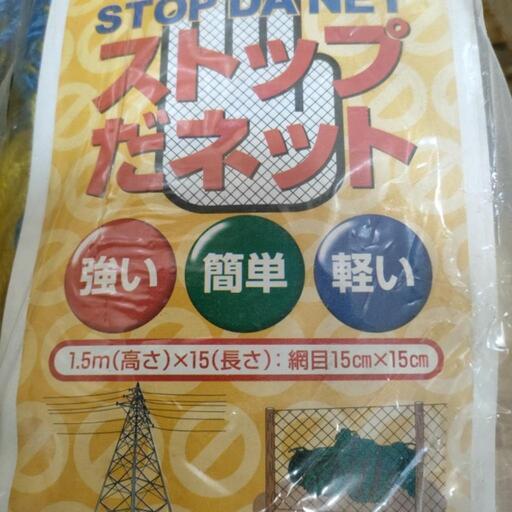 STOP DA NET
ストップ
だネット
強い 簡単 軽い
1.5m(高さ)×15(長さ):網目15cm×15cm